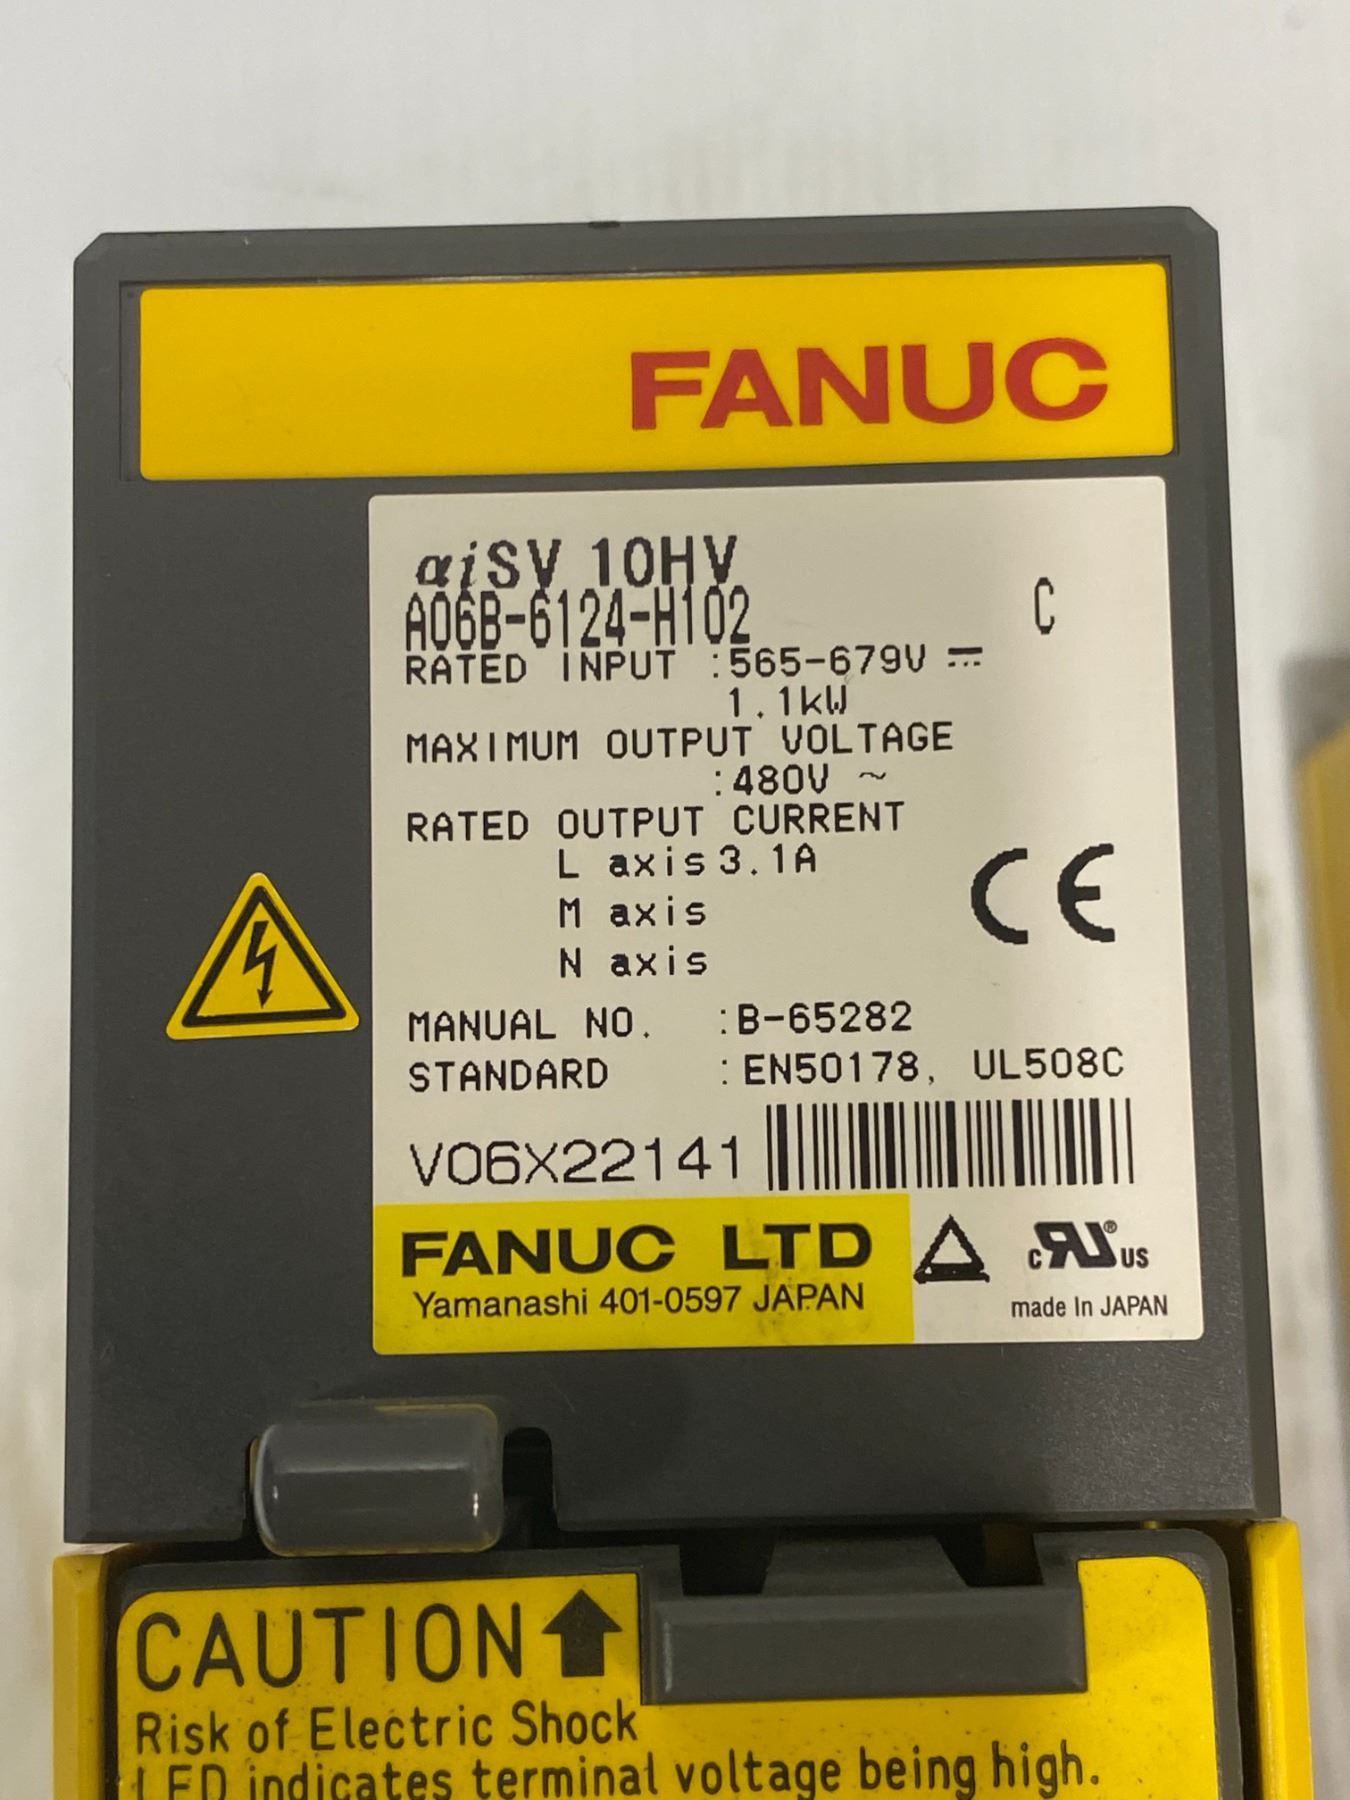 FANUC
αiSV 10HV
A06B-6124-H102 C
RATED INPUT :565-679V ⎓
1.1kW
MAXIMUM OUTPUT VOLTAGE
:480V ~
RATED OUTPUT CURRENT
L axis 3.1A
M axis
N axis
CE
MANUAL NO. :B-65282
STANDARD :EN50178, UL508C
V06X22141
FANUC LTD
Yamanashi 401-0597 JAPAN
c RU ® US
made In JAPAN
CAUTION
Risk of Electric Shock
LED indicates terminal voltage being high.